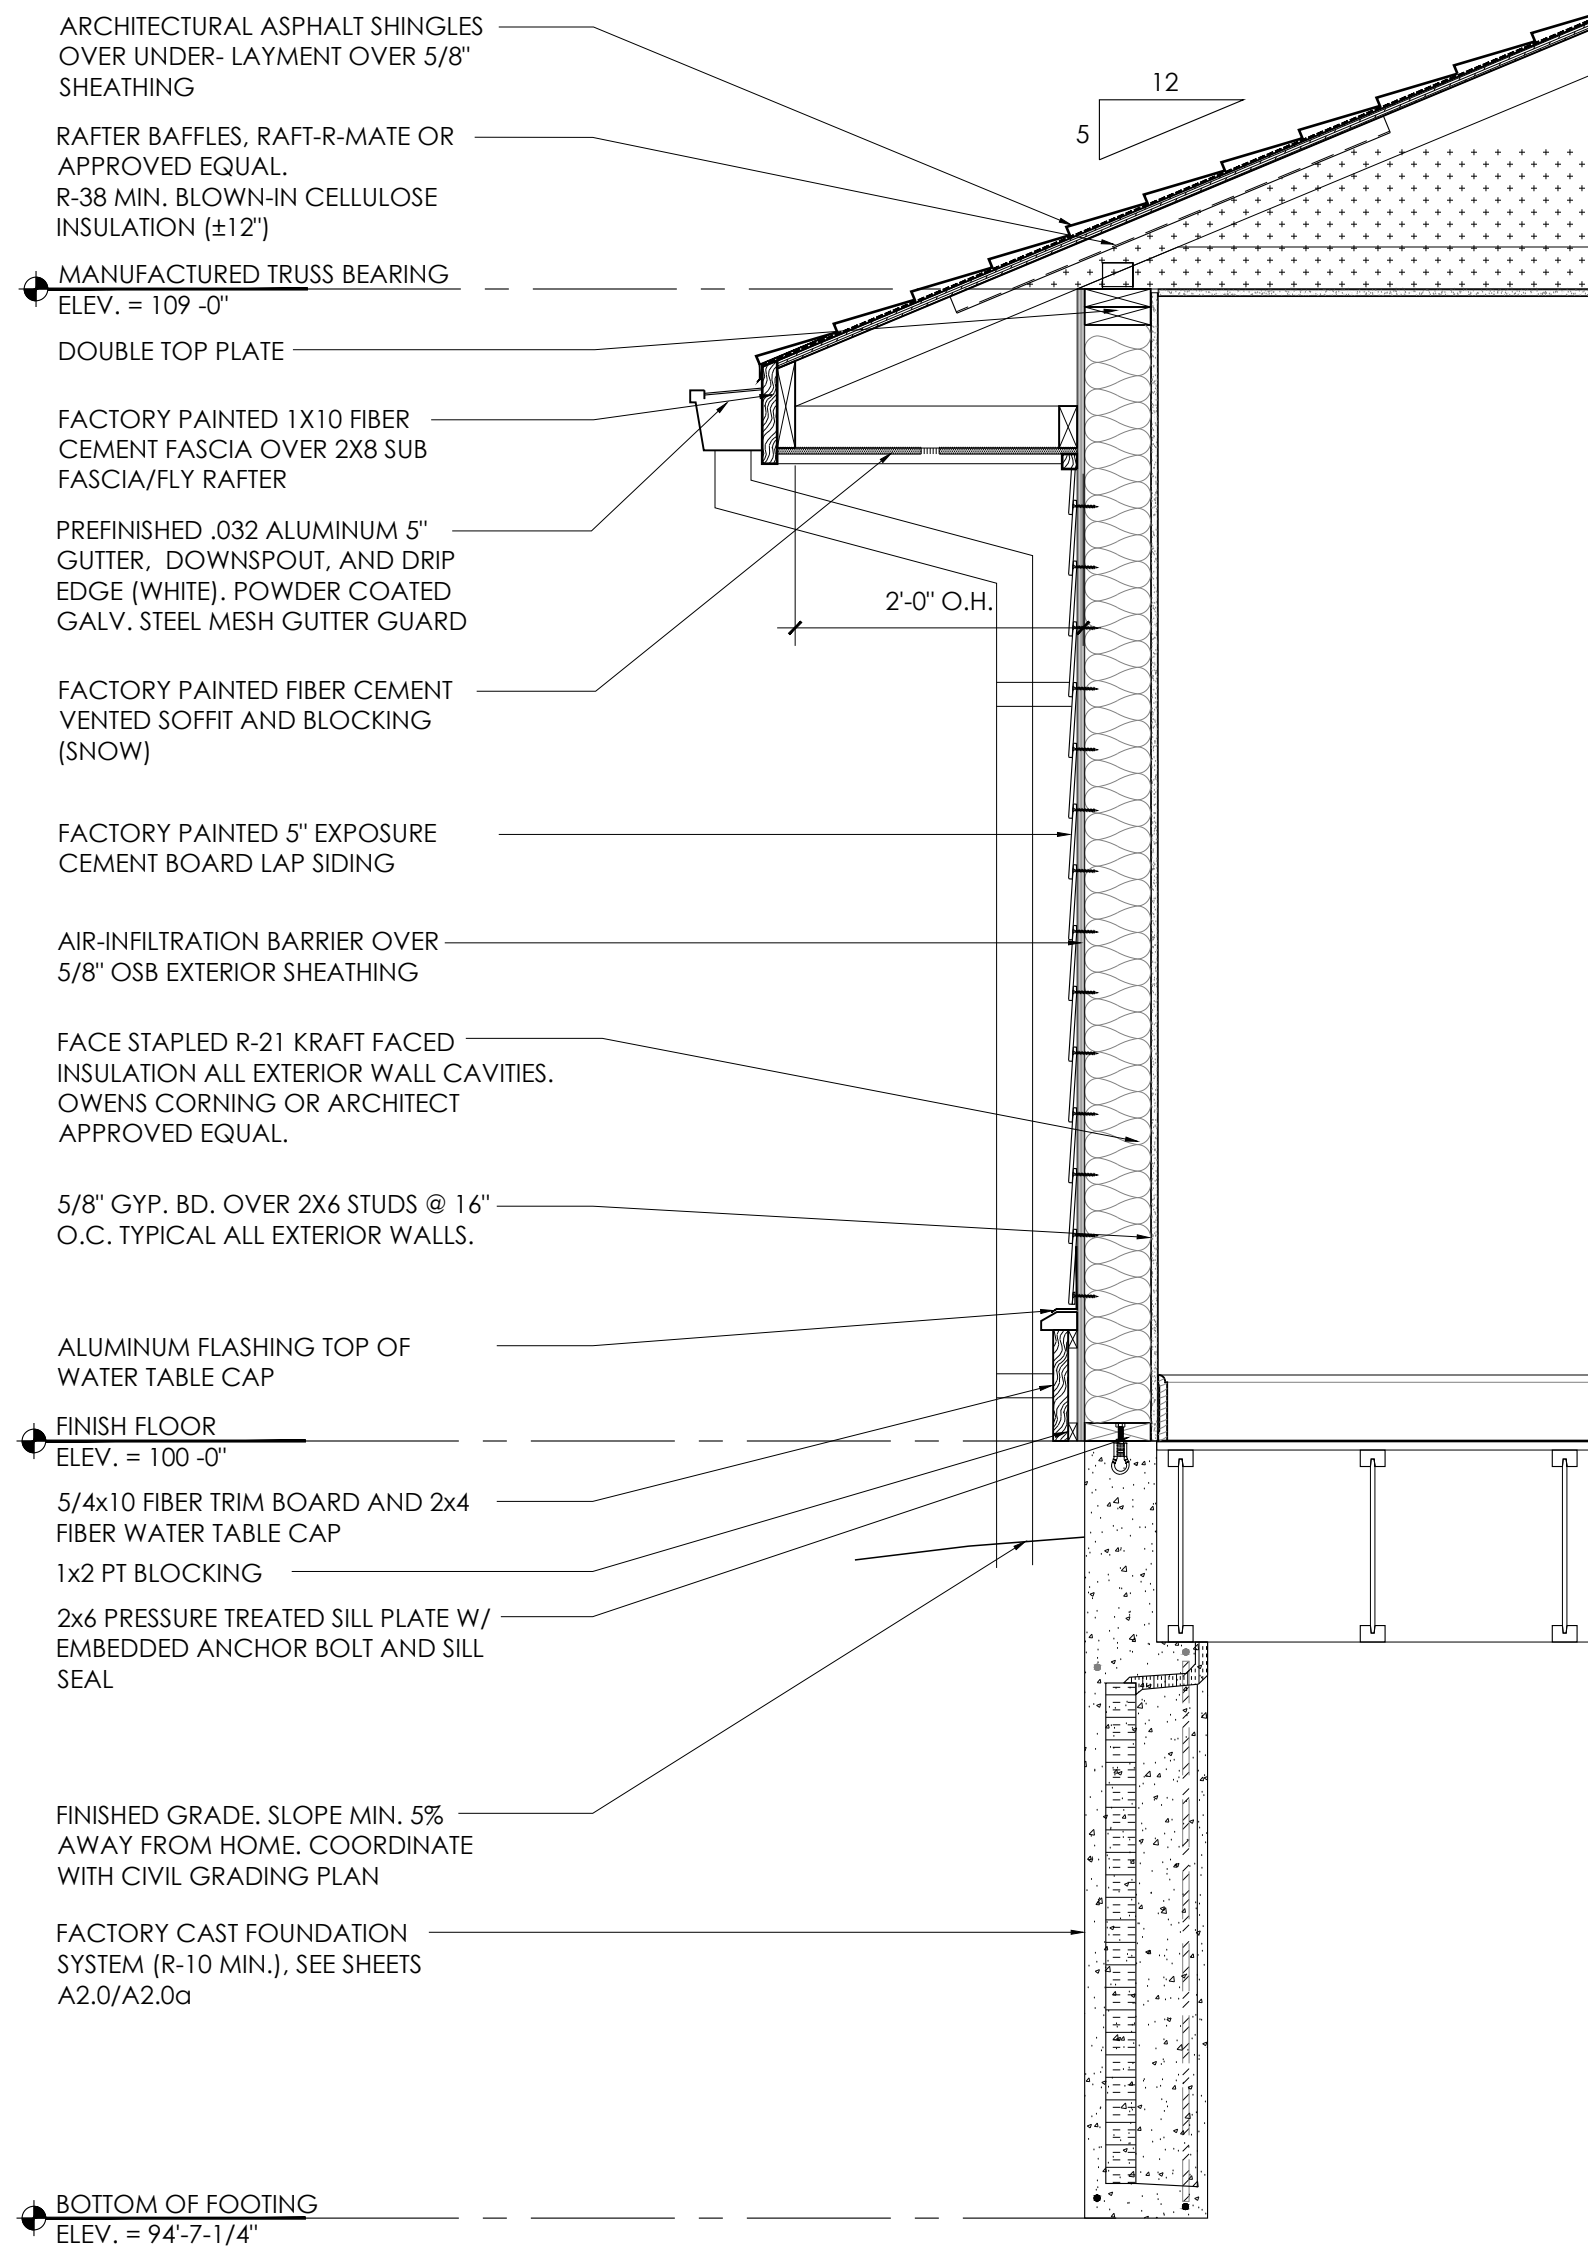 ARCHITECTURAL ASPHALT SHINGLES
OVER UNDER- LAYMENT OVER 5/8"
SHEATHING
12
5
RAFTER BAFFLES, RAFT-R-MATE OR
APPROVED EQUAL.
R-38 MIN. BLOWN-IN CELLULOSE
INSULATION (±12")
MANUFACTURED TRUSS BEARING
ELEV. = 109 -0"
DOUBLE TOP PLATE
FACTORY PAINTED 1X10 FIBER
CEMENT FASCIA OVER 2X8 SUB
FASCIA/FLY RAFTER
PREFINISHED .032 ALUMINUM 5"
GUTTER, DOWNSPOUT, AND DRIP
EDGE (WHITE). POWDER COATED
GALV. STEEL MESH GUTTER GUARD
2'-0" O.H.
FACTORY PAINTED FIBER CEMENT
VENTED SOFFIT AND BLOCKING
(SNOW)
FACTORY PAINTED 5" EXPOSURE
CEMENT BOARD LAP SIDING
AIR-INFILTRATION BARRIER OVER
5/8" OSB EXTERIOR SHEATHING
FACE STAPLED R-21 KRAFT FACED
INSULATION ALL EXTERIOR WALL CAVITIES.
OWENS CORNING OR ARCHITECT
APPROVED EQUAL.
5/8" GYP. BD. OVER 2X6 STUDS @ 16"
O.C. TYPICAL ALL EXTERIOR WALLS.
ALUMINUM FLASHING TOP OF
WATER TABLE CAP
FINISH FLOOR
ELEV. = 100 -0"
5/4x10 FIBER TRIM BOARD AND 2x4
FIBER WATER TABLE CAP
1x2 PT BLOCKING
2x6 PRESSURE TREATED SILL PLATE W/
EMBEDDED ANCHOR BOLT AND SILL
SEAL
FINISHED GRADE. SLOPE MIN. 5%
AWAY FROM HOME. COORDINATE
WITH CIVIL GRADING PLAN
FACTORY CAST FOUNDATION
SYSTEM (R-10 MIN.), SEE SHEETS
A2.0/A2.0a
BOTTOM OF FOOTING
ELEV. = 94'-7-1/4"